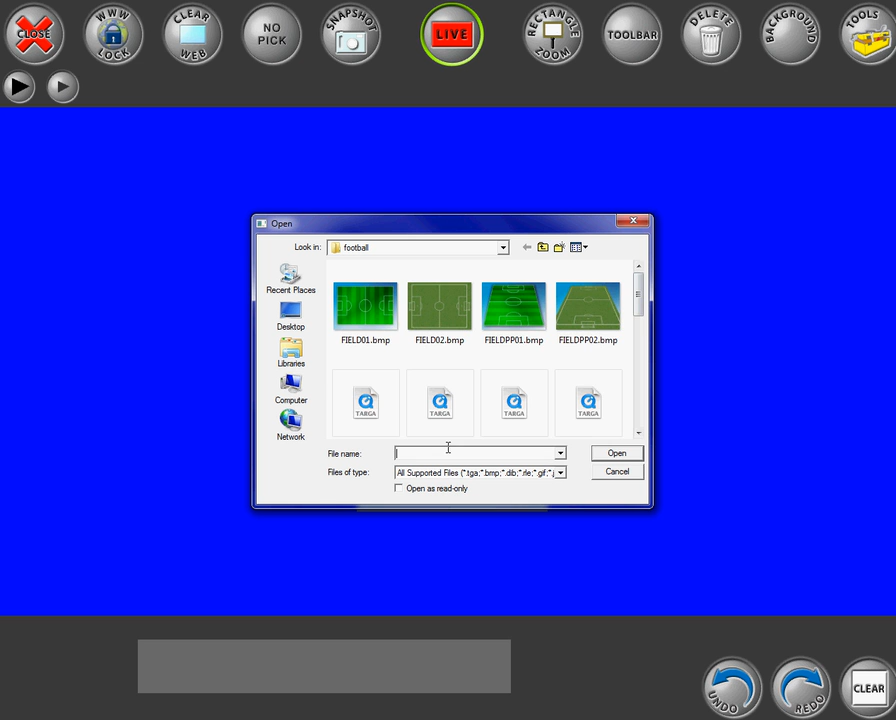 CLOSE
WWW LOCK
CLEAR WEB
NO PICK
SNAPSHOT
LIVE
RECTANGLE ZOOM
TOOLBAR
DELETE
BACKGROUND
TOOLS
Open
Look in: football
Recent Places
Desktop
Libraries
Computer
Network
FIELD01.bmp FIELD02.bmp FIELDPP01.bmp FIELDPP02.bmp
TARGA TARGA TARGA TARGA
File name: Open
Files of type: All Supported Files (*.tga;*.bmp;*.dib;*.rle;*.gif;*.j Cancel
Open as read-only
UNDO
REDO
CLEAR